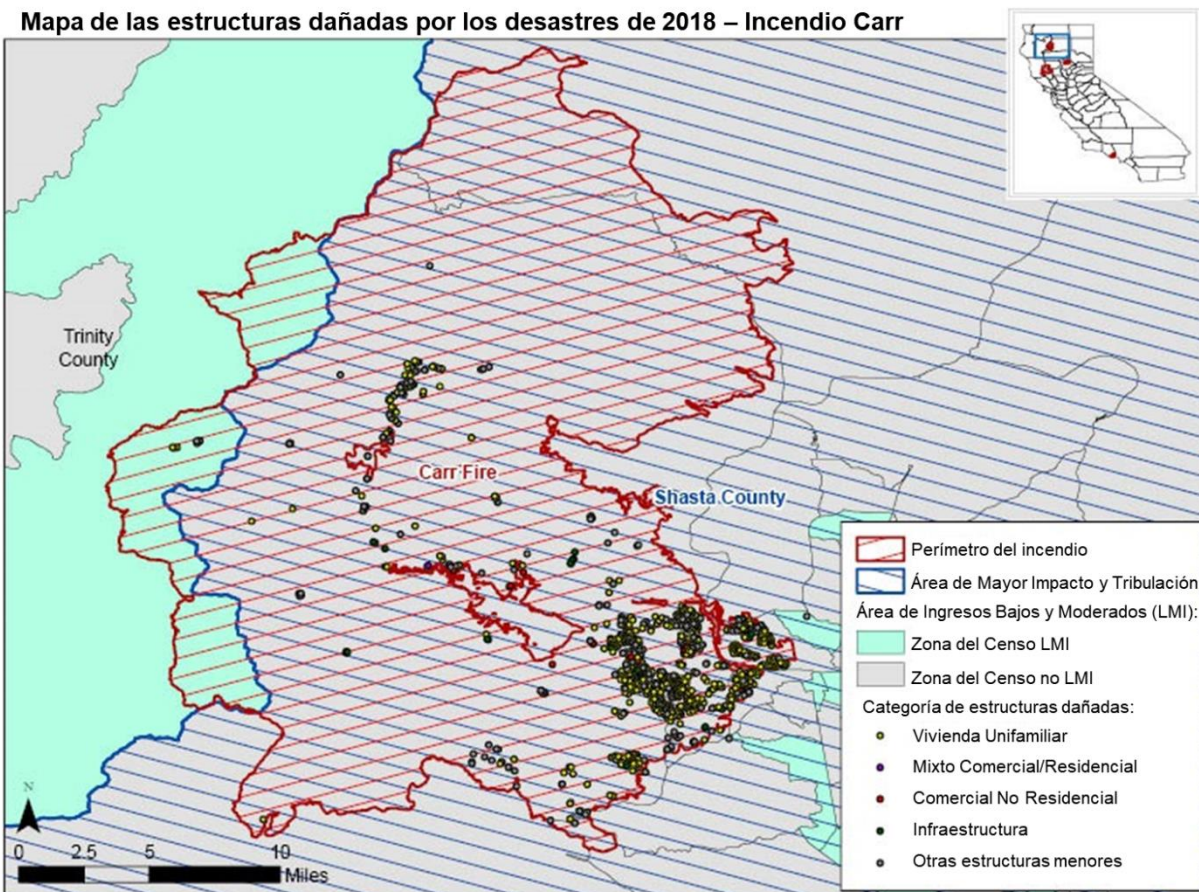 Mapa de las estructuras dañadas por los desastres de 2018 – Incendio Carr
Trinity
County
Carr Fire
Shasta County
Perímetro del incendio
Área de Mayor Impacto y Tribulación
Área de Ingresos Bajos y Moderados (LMI):
Zona del Censo LMI
Zona del Censo no LMI
Categoría de estructuras dañadas:
Vivienda Unifamiliar
Mixto Comercial/Residencial
Comercial No Residencial
Infraestructura
Otras estructuras menores
N
0 2.5 5 10
Miles